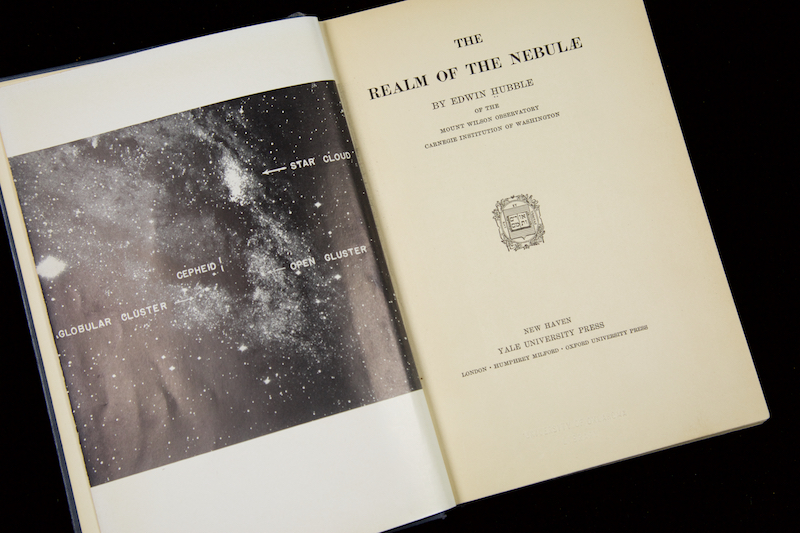 STAR CLOUD
CEPHEID
OPEN CLUSTER
GLOBULAR CLUSTER
THE
REALM OF THE NEBULÆ
BY EDWIN HUBBLE
OF THE
MOUNT WILSON OBSERVATORY
CARNEGIE INSTITUTION OF WASHINGTON
NEW HAVEN
YALE UNIVERSITY PRESS
LONDON · HUMPHREY MILFORD · OXFORD UNIVERSITY PRESS